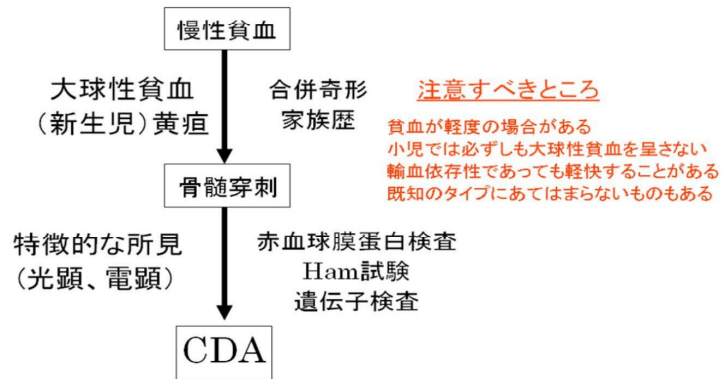 慢性貧血
大球性貧血
（新生児）黄疸
合併奇形
家族歴
注意すべきところ
貧血が軽度の場合がある
小児では必ずしも大球性貧血を呈さない
輸血依存性であっても軽快することがある
既知のタイプにあてはまらないものもある
骨髄穿刺
特徴的な所見
（光顕、電顕）
赤血球膜蛋白検査
Ham試験
遺伝子検査
CDA